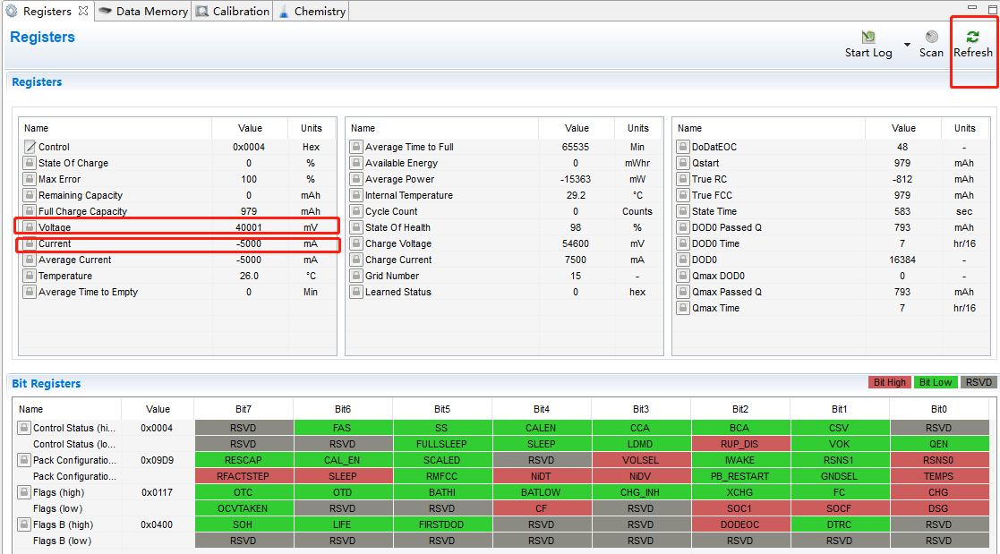 Registers Data Memory Calibration Chemistry
Registers
Start Log Scan Refresh
Registers
Name Value Units
Control 0x0004 Hex
State Of Charge 0 %
Max Error 100 %
Remaining Capacity 0 mAh
Full Charge Capacity 979 mAh
Voltage 40001 mV
Current -5000 mA
Average Current -5000 mA
Temperature 26.0 °C
Average Time to Empty 0 Min
Name Value Units
Average Time to Full 65535 Min
Available Energy 0 mWhr
Average Power -15363 mW
Internal Temperature 29.2 °C
Cycle Count 0 Counts
State Of Health 98 %
Charge Voltage 54600 mV
Charge Current 7500 mA
Grid Number 15 -
Learned Status 0 hex
Name Value Units
DoDatEOC 48 -
Qstart 979 mAh
True RC -812 mAh
True FCC 979 mAh
State Time 583 sec
DOD0 Passed Q 793 mAh
DOD0 Time 7 hr/16
DOD0 16384 -
Qmax DOD0 0 -
Qmax Passed Q 793 mAh
Qmax Time 7 hr/16
Bit Registers Bit High Bit Low RSVD
Name Value Bit7 Bit6 Bit5 Bit4 Bit3 Bit2 Bit1 Bit0
Control Status (hi... 0x0004 RSVD FAS SS CALEN CCA BCA CSV RSVD
Control Status (lo... RSVD RSVD FULLSLEEP SLEEP LDMD RUP_DIS VOK QEN
Pack Configuratio... 0x09D9 RESCAP CAL_EN SCALED RSVD VOLSEL IWAKE RSNS1 RSNS0
Pack Configuratio... RFACTSTEP SLEEP RMFCC NiDT NiDV PB_RESTART GNDSEL TEMPS
Flags (high) 0x0117 OTC OTD BATHI BATLOW CHG_INH XCHG FC CHG
Flags (low) OCVTAKEN RSVD RSVD CF RSVD SOC1 SOCF DSG
Flags B (high) 0x0400 SOH LIFE FIRSTDOD RSVD RSVD DODEOC DTRC RSVD
Flags B (low) RSVD RSVD RSVD RSVD RSVD RSVD RSVD RSVD